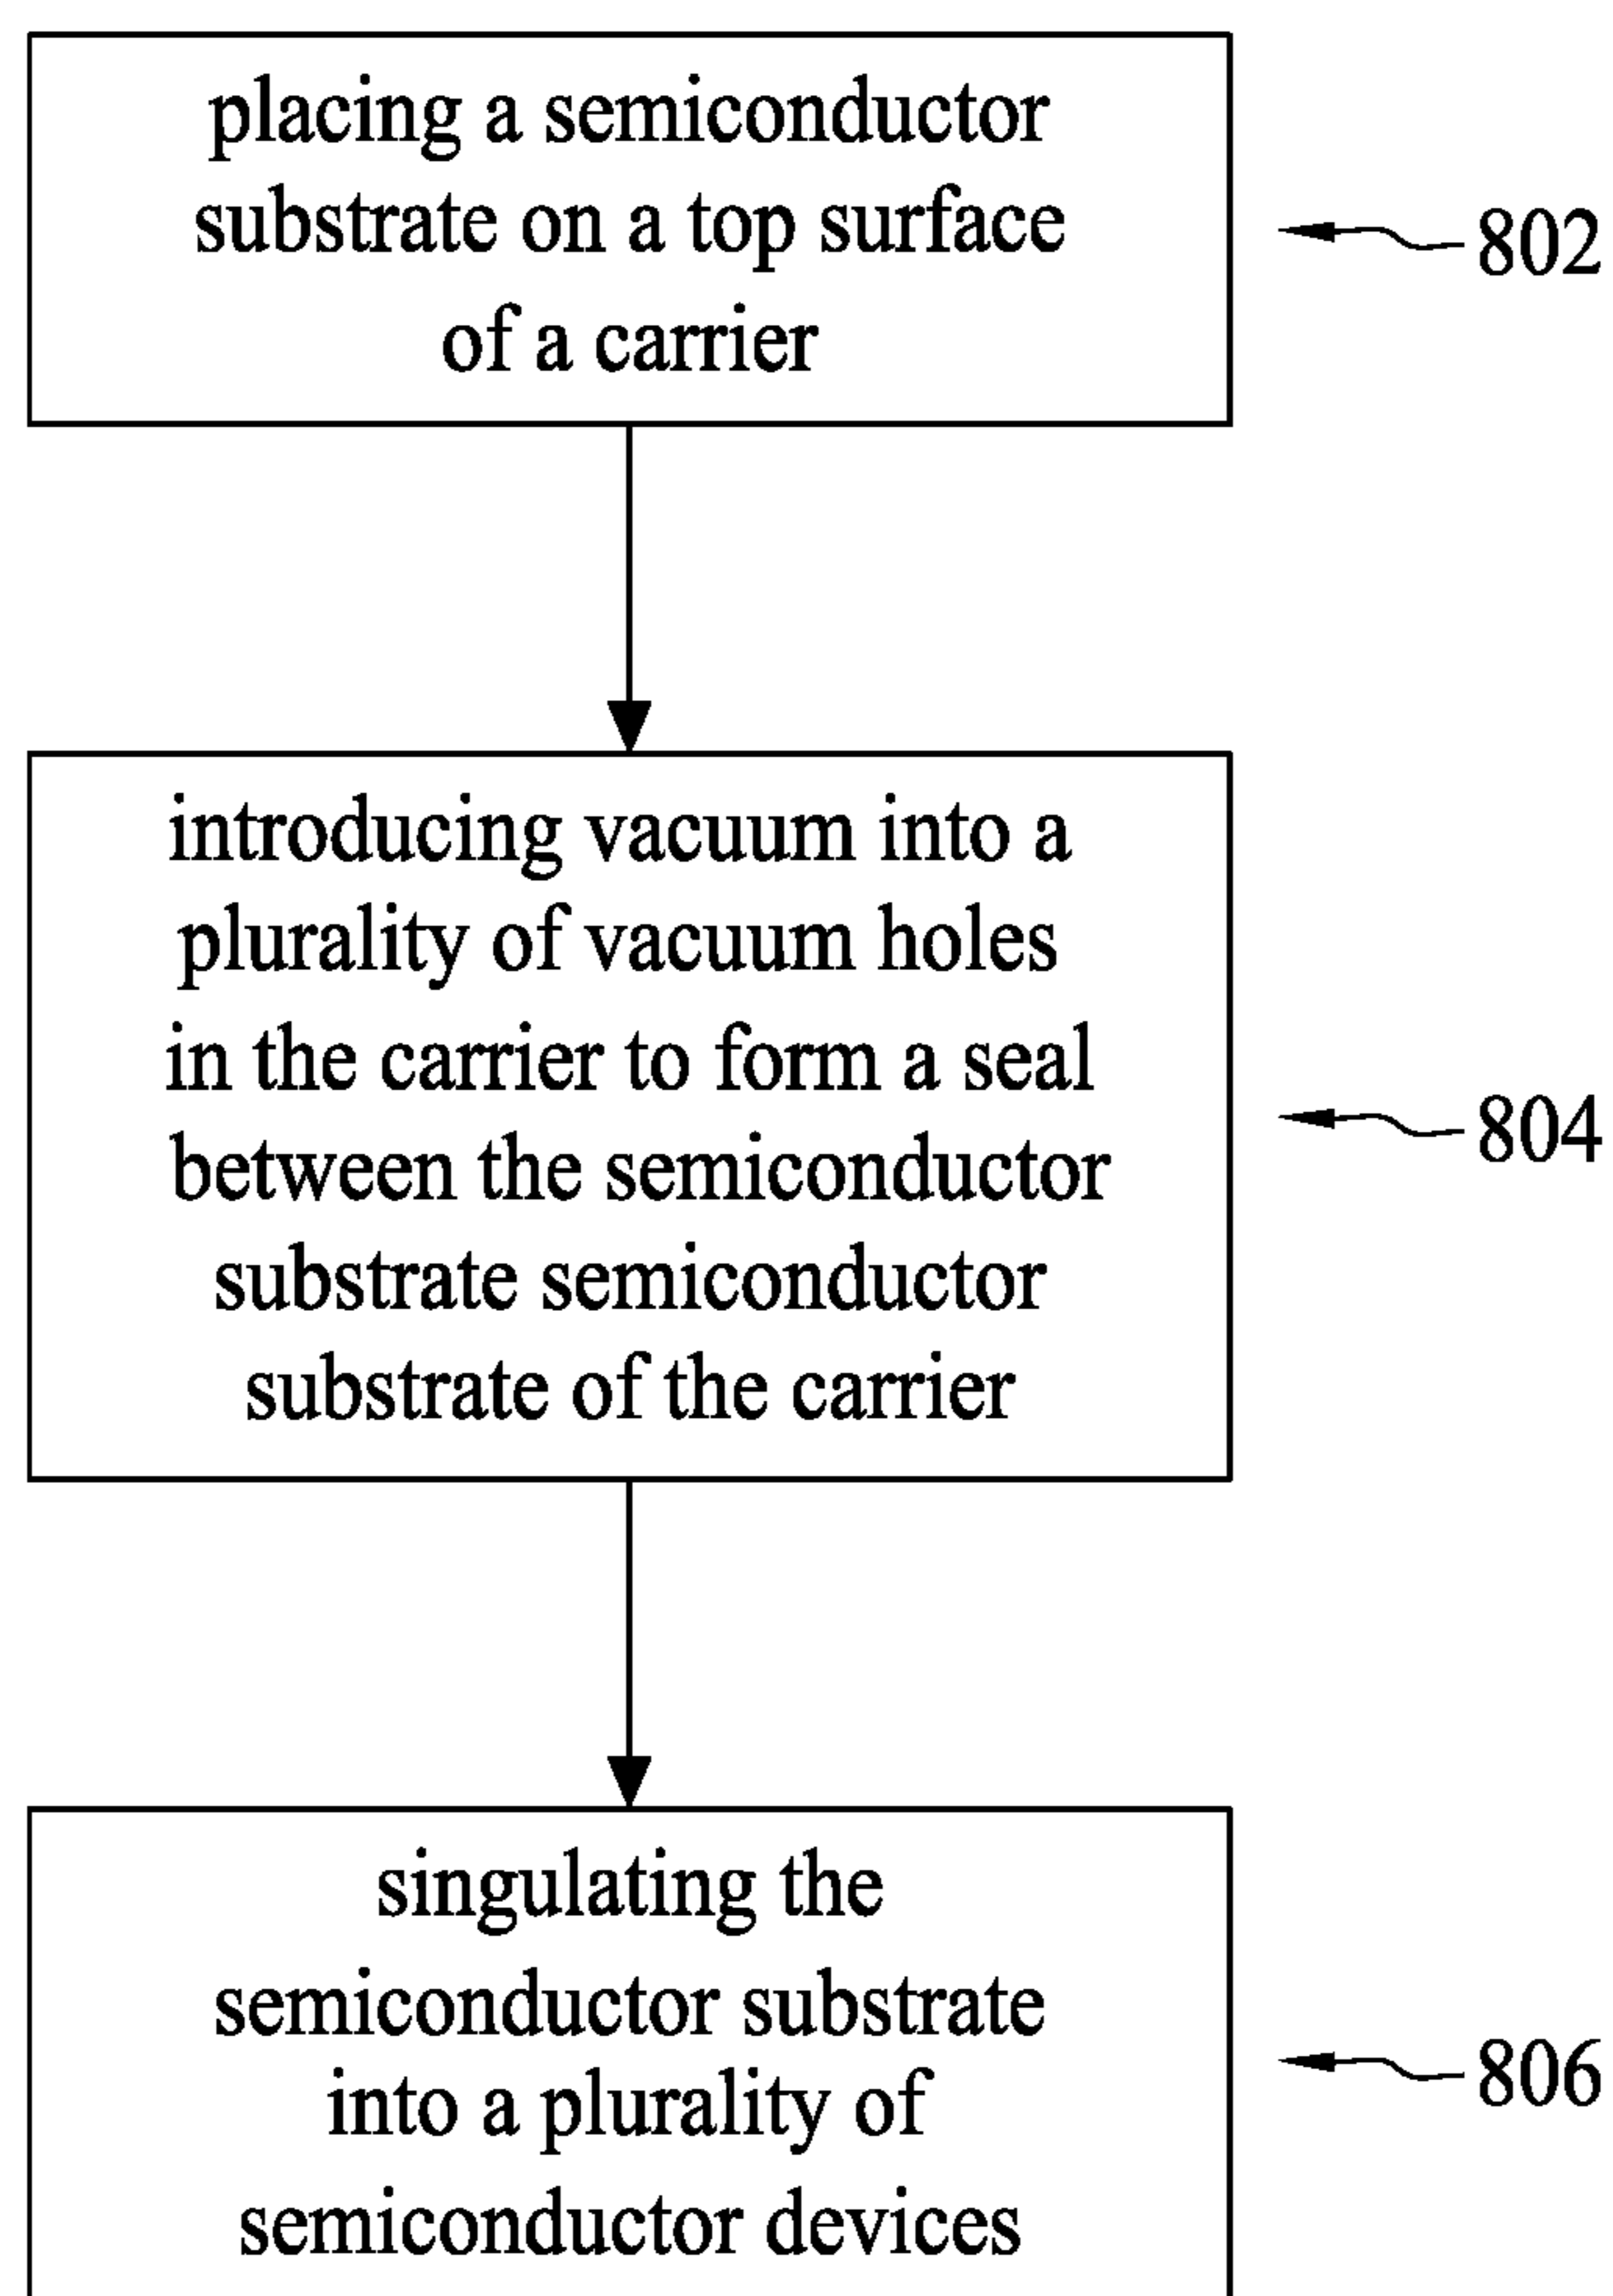 placing a semiconductor
substrate on a top surface
of a carrier
802
introducing vacuum into a
plurality of vacuum holes
in the carrier to form a seal
between the semiconductor
substrate semiconductor
substrate of the carrier
804
singulating the
semiconductor substrate
into a plurality of
semiconductor devices
806